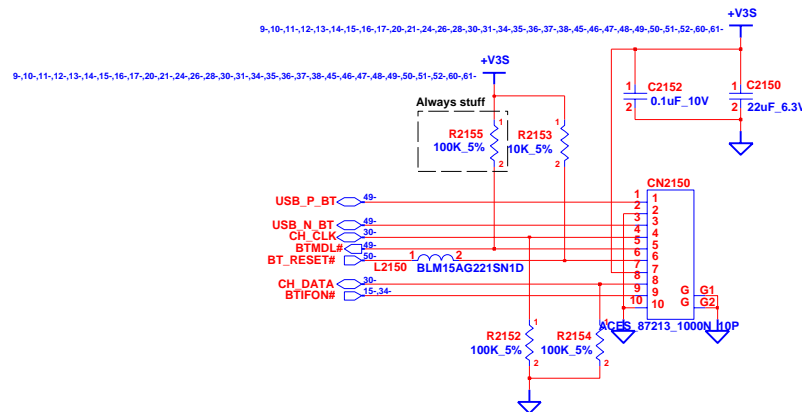 +V3S
9-,10-,11-,12-,13-,14-,15-,16-,17-,20-,21-,24-,26-,28-,30-,31-,34-,35-,36-,37-,38-,45-,46-,47-,48-,49-,50-,51-,52-,60-,61-
+V3S
9-,10-,11-,12-,13-,14-,15-,16-,17-,20-,21-,24-,26-,28-,30-,31-,34-,35-,36-,37-,38-,45-,46-,47-,48-,49-,50-,51-,52-,60-,61-
1 C2152 2 0.1uF_10V
1 C2150 2 22uF_6.3V
Always stuff
1 R2155 100K_5% 2
1 R2153 10K_5% 2
CN2150
USB_P_BT 49- 1 1
2 2
USB_N_BT 49- 3 3
CH_CLK 30- 4 4
BTMDL# 49- 5 5
BT_RESET# 50- L2150 1 2 BLM15AG221SN1D 6 6
7 7
CH_DATA 30- 8 8
BTIFON# 15-,34- 9 9 G G1
10 10 G G2
ACES_87213_1000N_10P
1 R2152 100K_5% 2
1 R2154 100K_5% 2